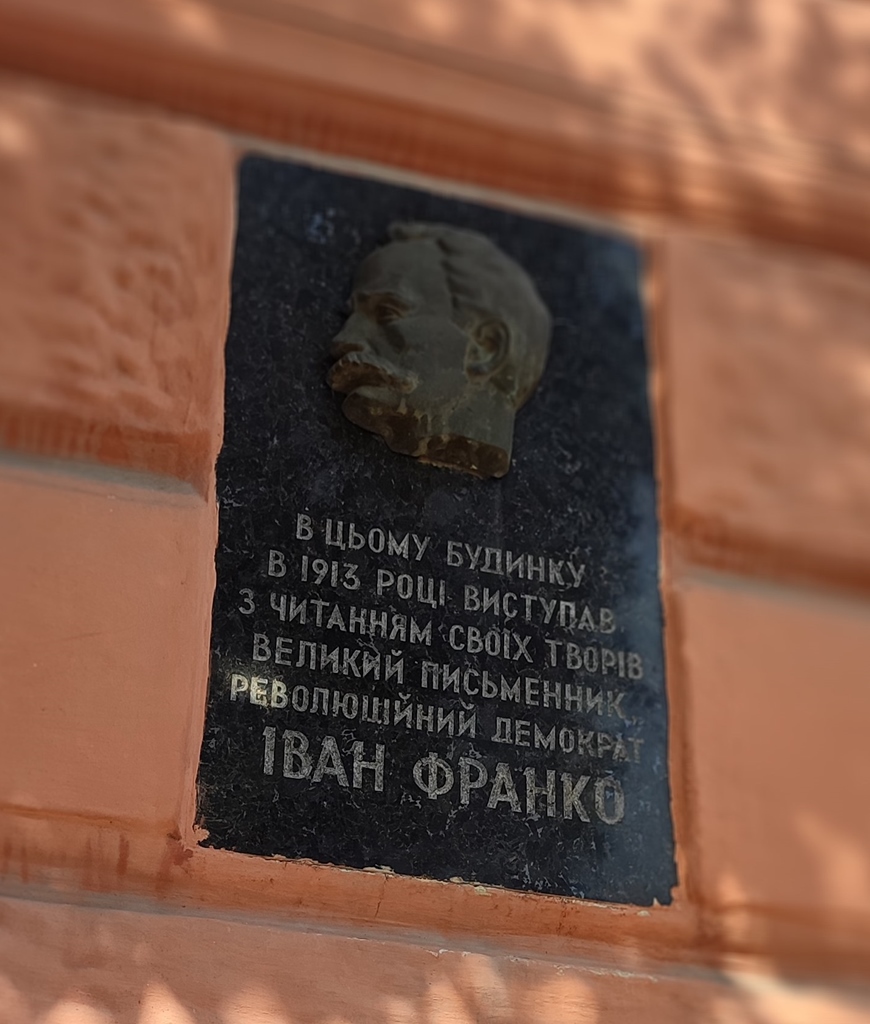 В ЦЬОМУ БУДИНКУ
В 1913 РОЦІ ВИСТУПАВ
З ЧИТАННЯМ СВОЇХ ТВОРІВ
ВЕЛИКИЙ ПИСЬМЕННИК,
РЕВОЛЮЦІЙНИЙ ДЕМОКРАТ
ІВАН ФРАНКО